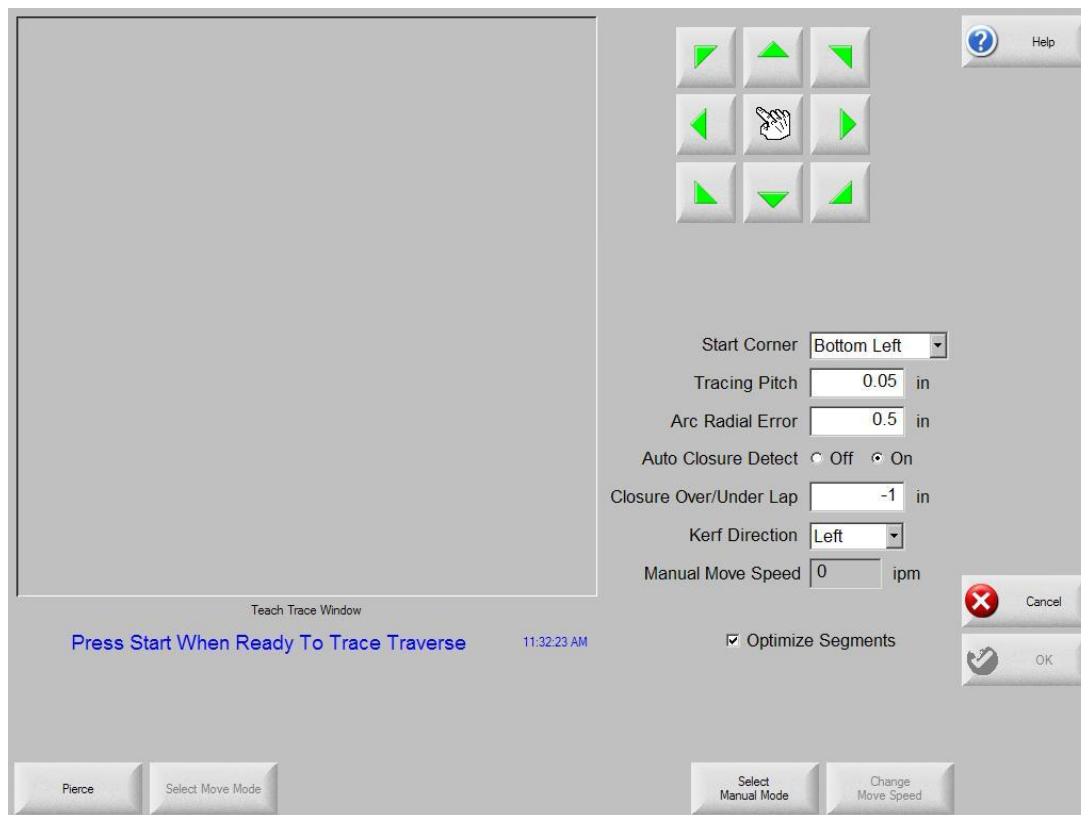 Help
Start Corner Bottom Left
Tracing Pitch 0.05 in
Arc Radial Error 0.5 in
Auto Closure Detect Off On
Closure Over/Under Lap -1 in
Kerf Direction Left
Manual Move Speed 0 ipm
Teach Trace Window
Cancel
Press Start When Ready To Trace Traverse 11:32:23 AM
Optimize Segments
OK
Pierce
Select Move Mode
Select
Manual Mode
Change
Move Speed